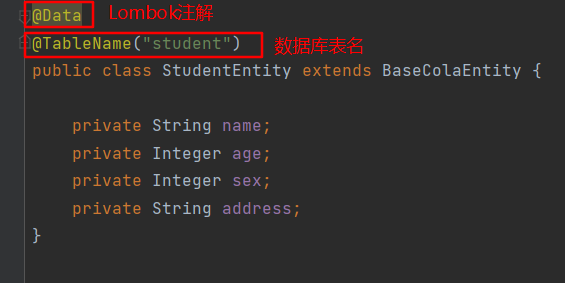 @Data Lombok注解
@TableName("student") 数据库表名
public class StudentEntity extends BaseColaEntity {
private String name;
private Integer age;
private Integer sex;
private String address;
}